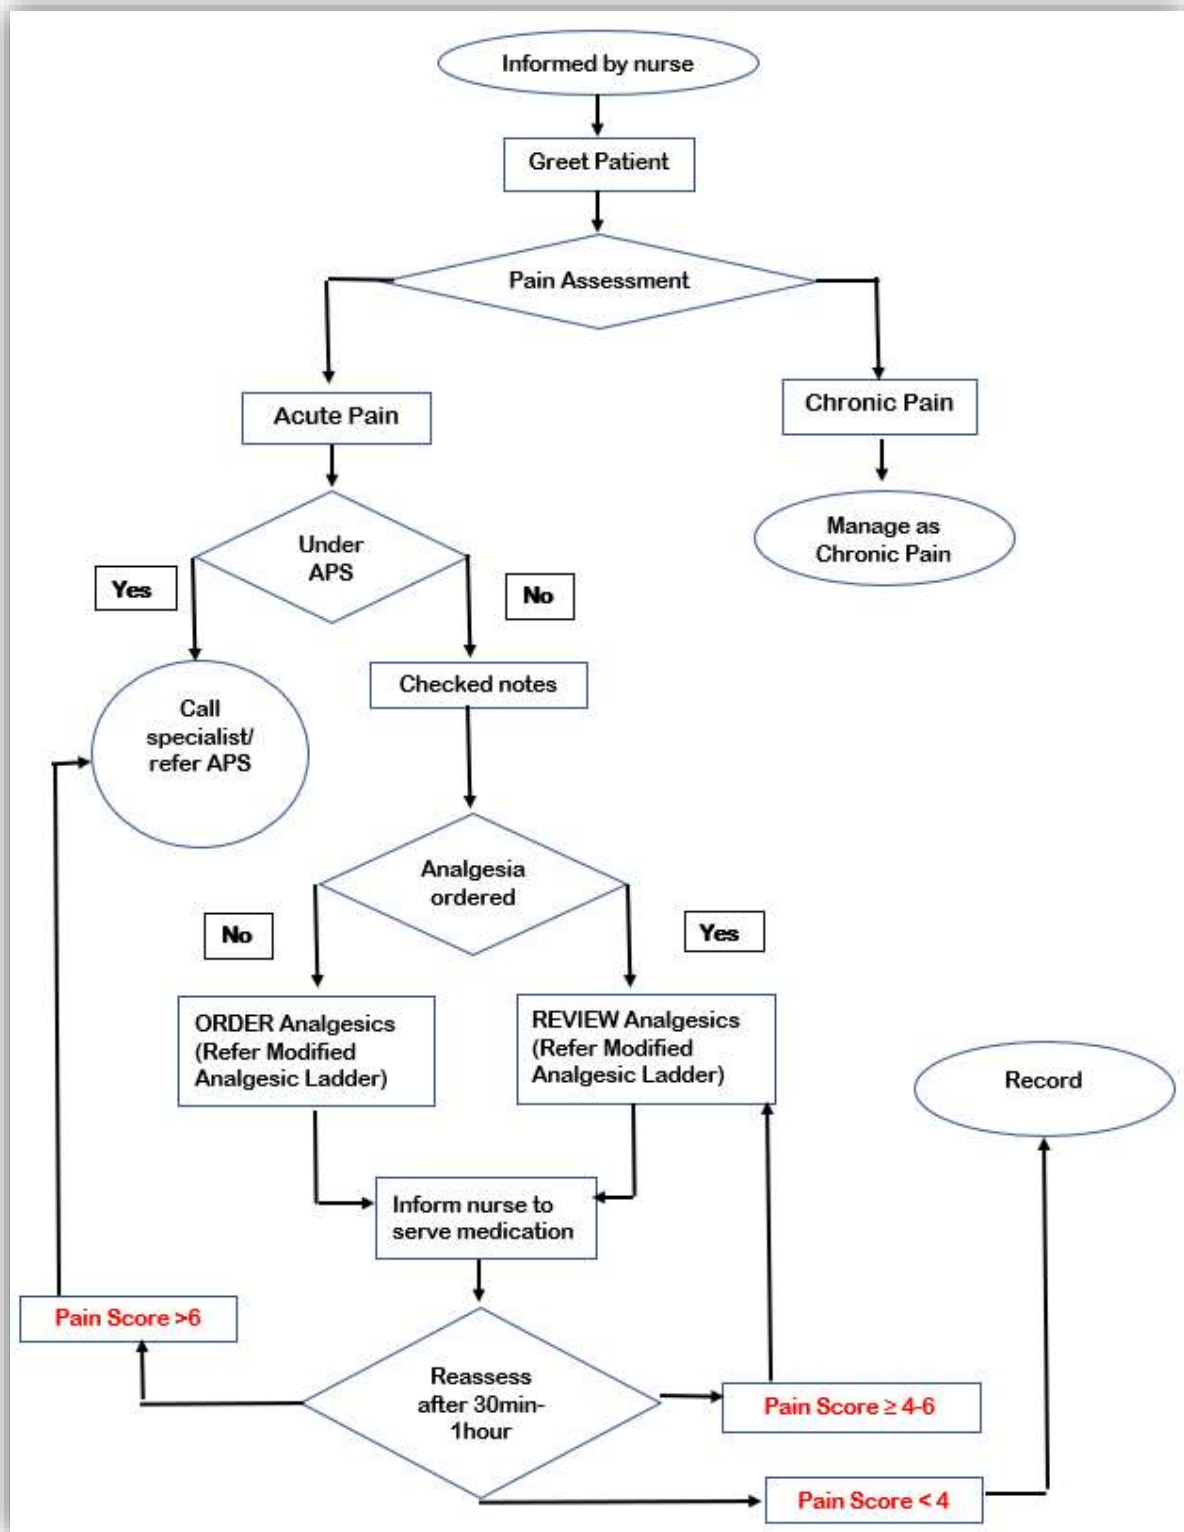 Informed by nurse
Greet Patient
Pain Assessment
Acute Pain
Chronic Pain
Under
APS
Manage as
Chronic Pain
Yes
No
Checked notes
Call
specialist/
refer APS
Analgesia
ordered
No
Yes
ORDER Analgesics
(Refer Modified
Analgesic Ladder)
REVIEW Analgesics
(Refer Modified
Analgesic Ladder)
Record
Inform nurse to
serve medication
Pain Score >6
Reassess
after 30min-
1hour
Pain Score ≥ 4-6
Pain Score < 4